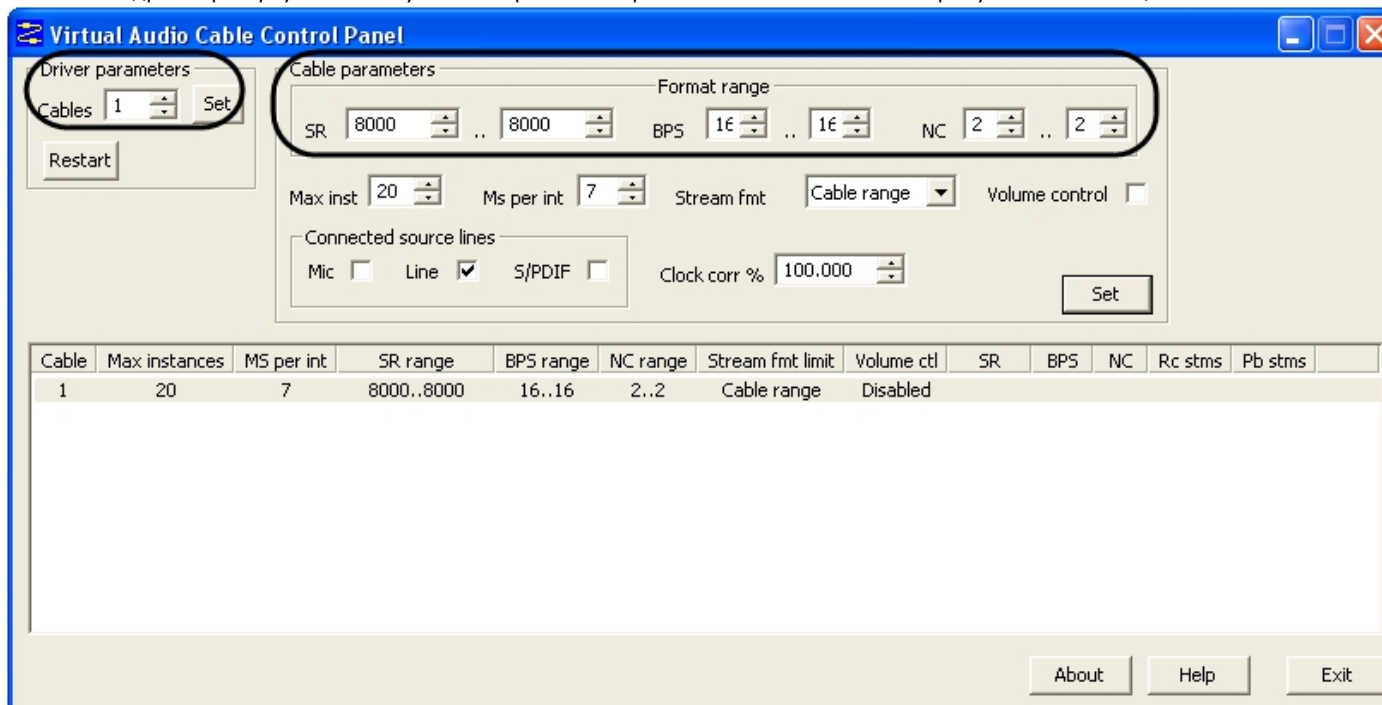 Virtual Audio Cable Control Panel
Driver parameters
Cables 1 Set
Restart
Cable parameters
Format range
SR 8000 .. 8000 BPS 16 .. 16 NC 2 .. 2
Max inst 20 Ms per int 7 Stream fmt Cable range Volume control
Connected source lines
Mic Line S/PDIF Clock corr % 100.000
Set
Cable Max instances MS per int SR range BPS range NC range Stream fmt limit Volume ctl SR BPS NC Rc stms Pb stms
1 20 7 8000..8000 16..16 2..2 Cable range Disabled
About Help Exit